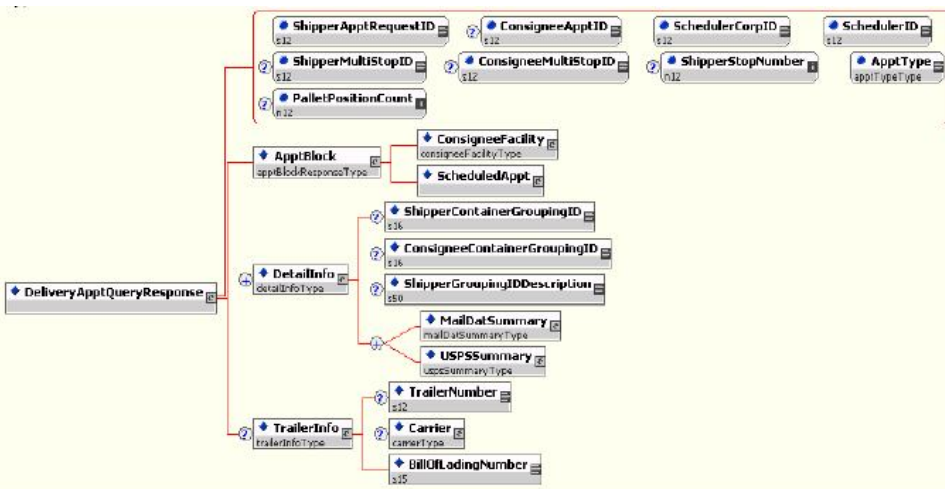 ShipperApptRequestID ConsigneeApptID SchedulerCorpID SchedulerID
s12 s12 s12 s12
ShipperMultiStopID ConsigneeMultiStopID ShipperStopNumber ApptType
s12 s12 n12 apptTypeType
PalletPositionCount
n12
ConsigneeFacility
consigneeFacilityType
ApptBlock
apptBlockResponseType
ScheduledAppt
ShipperContainerGroupingID
s16
ConsigneeContainerGroupingID
s16
DetailInfo
detailInfoType
ShipperGroupingIDDescription
s50
DeliveryApptQueryResponse
MailDatSummary
mailDatSummaryType
USPSSummary
uspsSummaryType
TrailerNumber
s12
TrailerInfo
trailerInfoType
Carrier
carrierType
BillOfLadingNumber
s15